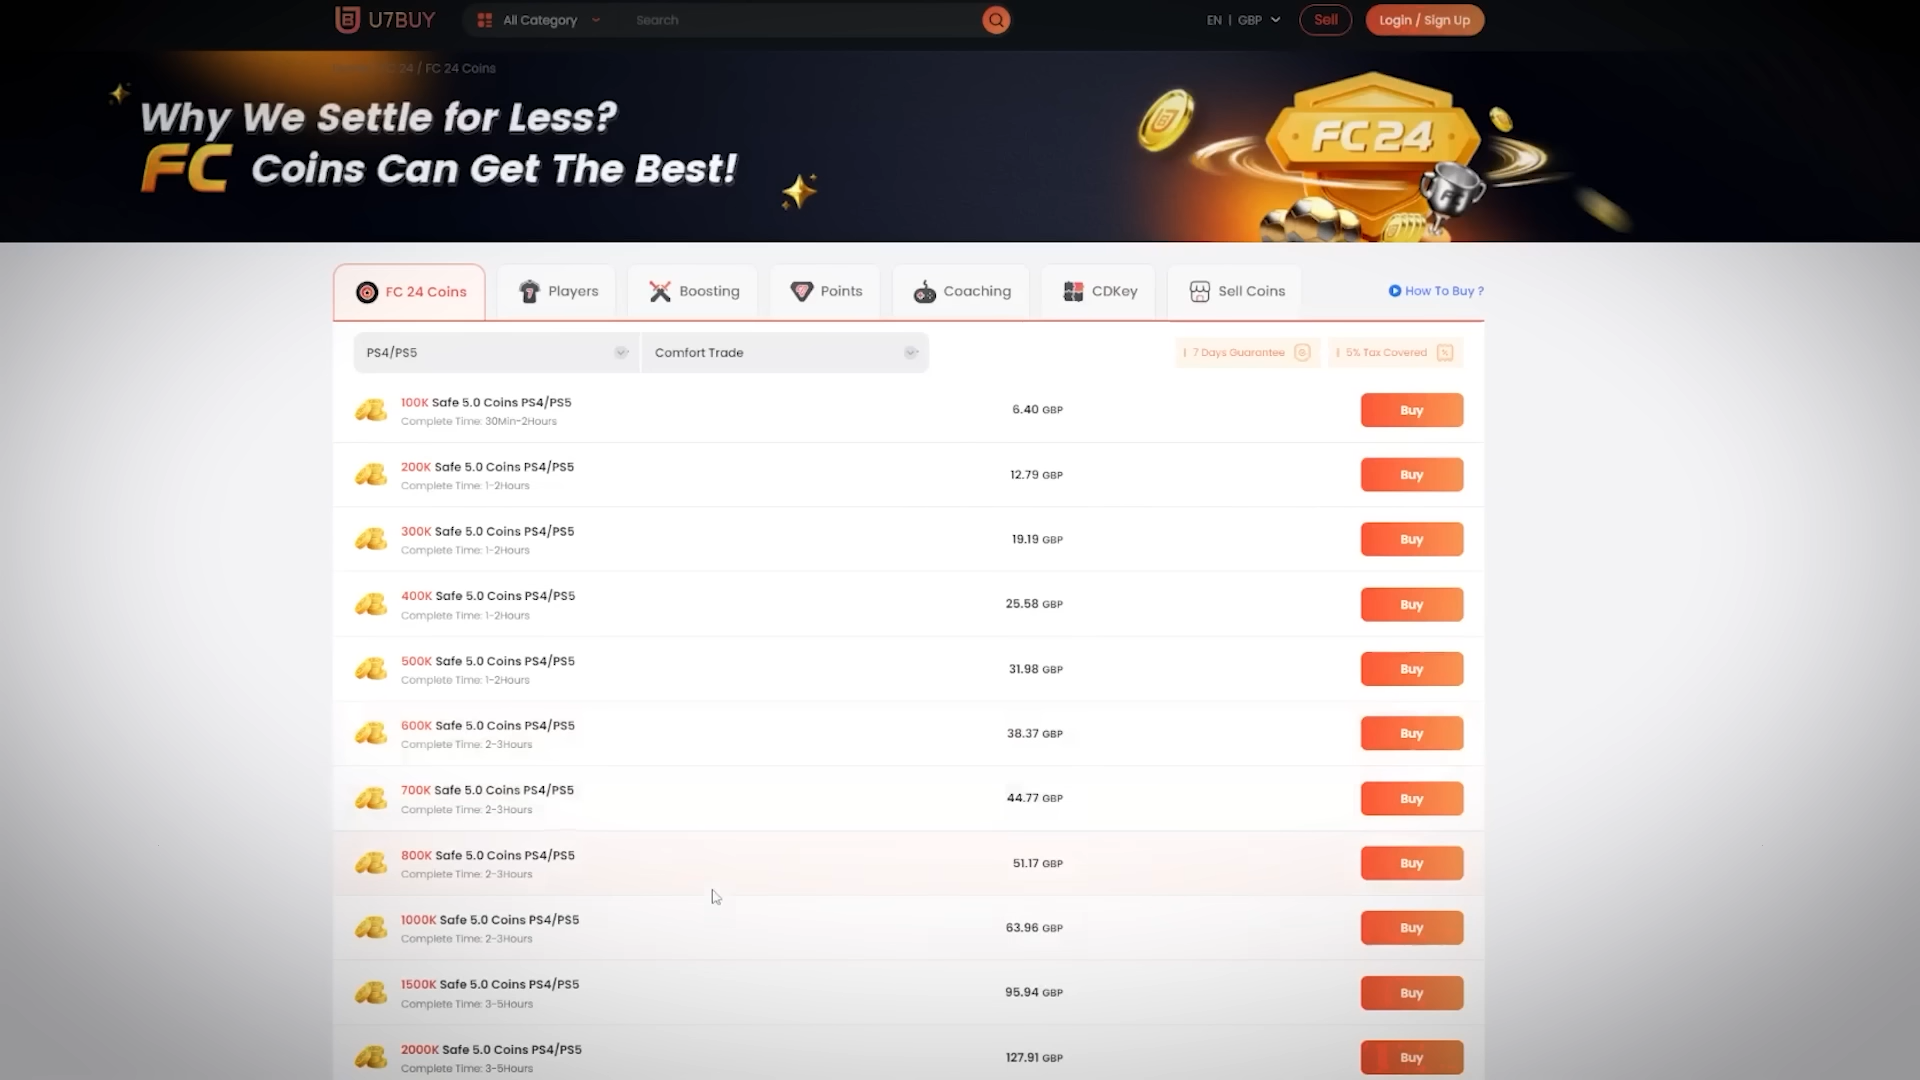 U7BUY
All Category
Search
EN | GBP
Sell
Login / Sign Up
24 / FC 24 Coins
Why We Settle for Less?
FC Coins Can Get The Best!
FC 24
FC 24 Coins
Players
Boosting
Points
Coaching
CDKey
Sell Coins
How To Buy ?
PS4/PS5
Comfort Trade
7 Days Guarantee
5% Tax Covered
100K Safe 5.0 Coins PS4/PS5
Complete Time: 30Min-2Hours
6.40 GBP
Buy
200K Safe 5.0 Coins PS4/PS5
Complete Time: 1-2Hours
12.79 GBP
Buy
300K Safe 5.0 Coins PS4/PS5
Complete Time: 1-2Hours
19.19 GBP
Buy
400K Safe 5.0 Coins PS4/PS5
Complete Time: 1-2Hours
25.58 GBP
Buy
500K Safe 5.0 Coins PS4/PS5
Complete Time: 1-2Hours
31.98 GBP
Buy
600K Safe 5.0 Coins PS4/PS5
Complete Time: 2-3Hours
38.37 GBP
Buy
700K Safe 5.0 Coins PS4/PS5
Complete Time: 2-3Hours
44.77 GBP
Buy
800K Safe 5.0 Coins PS4/PS5
Complete Time: 2-3Hours
51.17 GBP
Buy
1000K Safe 5.0 Coins PS4/PS5
Complete Time: 2-3Hours
63.96 GBP
Buy
1500K Safe 5.0 Coins PS4/PS5
Complete Time: 3-5Hours
95.94 GBP
Buy
2000K Safe 5.0 Coins PS4/PS5
Complete Time: 3-5Hours
127.91 GBP
Buy